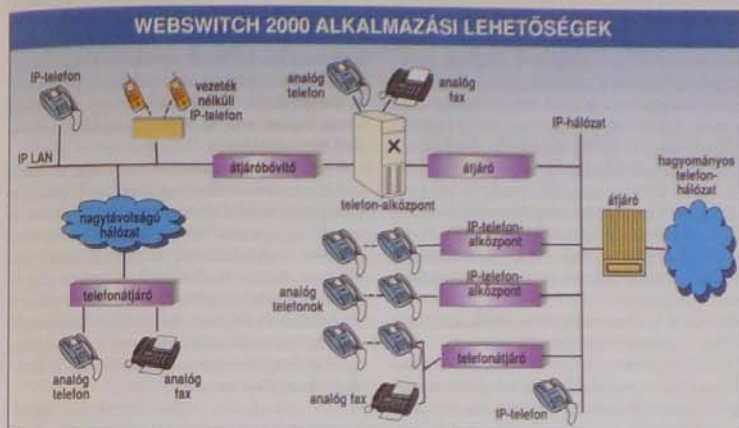 WEBSWITCH 2000 ALKALMAZÁSI LEHETŐSÉGEK
IP-telefon
vezeték
nélküli
IP-telefon
analóg
telefon
analóg
fax
IP-hálózat
IP LAN
átjáróbővítő
telefon-alközpont
átjáró
átjáró
hagyományos
telefon-
hálózat
nagytávolságú
hálózat
IP-telefon-
alközpont
telefonátjáró
analóg
telefonok
IP-telefon-
alközpont
telefonátjáró
analóg
telefon
analóg
fax
analóg fax
IP-telefon